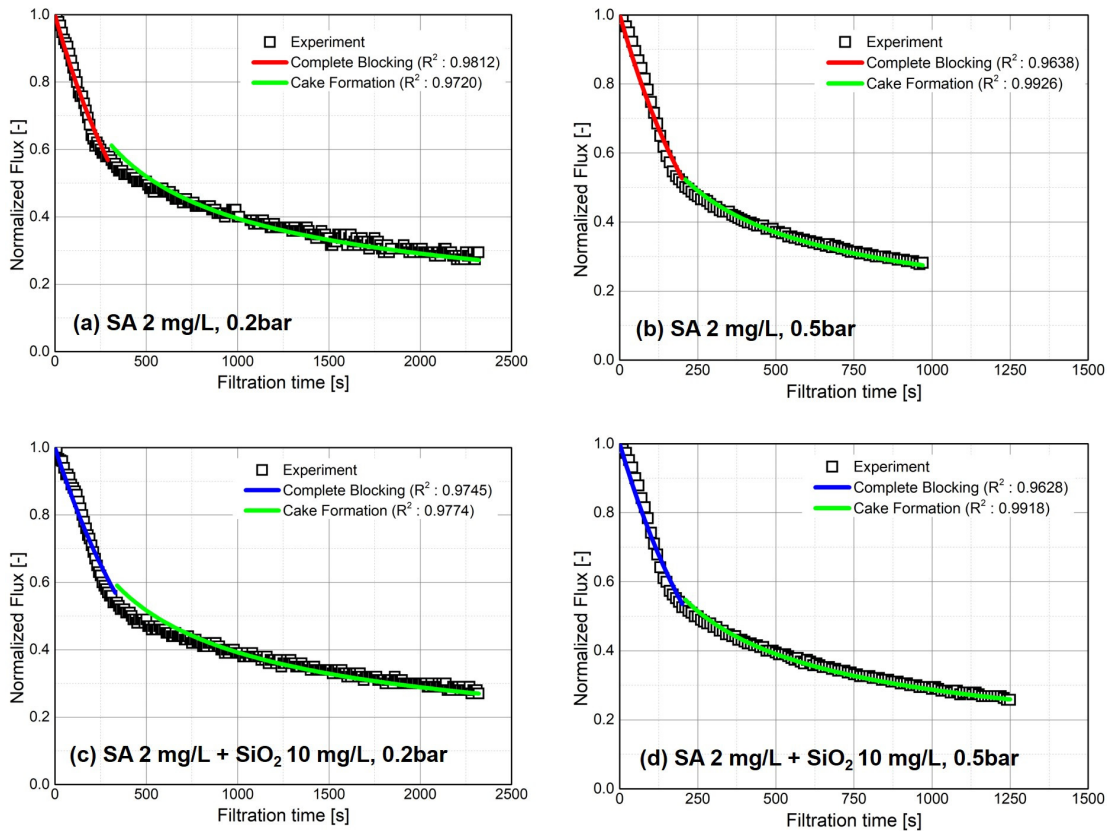 1.0
0.8
0.6
0.4
0.2
0.0
Normalized Flux [-]
Experiment
Complete Blocking (R² : 0.9812)
Cake Formation (R² : 0.9720)
(a) SA 2 mg/L, 0.2bar
0 500 1000 1500 2000 2500
Filtration time [s]
1.0
0.8
0.6
0.4
0.2
0.0
Normalized Flux [-]
Experiment
Complete Blocking (R² : 0.9638)
Cake Formation (R² : 0.9926)
(b) SA 2 mg/L, 0.5bar
0 250 500 750 1000 1250 1500
Filtration time [s]
1.0
0.8
0.6
0.4
0.2
0.0
Normalized Flux [-]
Experiment
Complete Blocking (R² : 0.9745)
Cake Formation (R² : 0.9774)
(c) SA 2 mg/L + SiO₂ 10 mg/L, 0.2bar
0 500 1000 1500 2000 2500
Filtration time [s]
1.0
0.8
0.6
0.4
0.2
0.0
Normalized Flux [-]
Experiment
Complete Blocking (R² : 0.9628)
Cake Formation (R² : 0.9918)
(d) SA 2 mg/L + SiO₂ 10 mg/L, 0.5bar
0 250 500 750 1000 1250 1500
Filtration time [s]